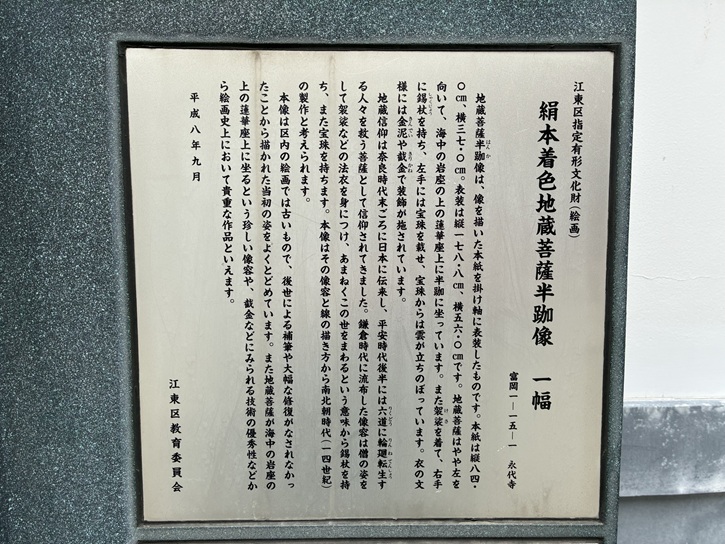 江東区指定有形文化財(絵画)
絹本着色地蔵菩薩半跏像 一幅
富岡一―一五―一 永代寺
地蔵菩薩半跏像は、像を描いた本紙を掛け軸に表装したものです。本紙は縦八四・
〇cm、横三七・〇cm。表装は縦一七八・八cm、横五六・〇cmです。地蔵菩薩はやや左を
向いて、海中の岩座の上の蓮華座上に半跏に坐っています。また袈裟を着て、右手
に錫杖を持ち、左手には宝珠を載せ、宝珠からは雲が立ちのぼっています。衣の文
様には金泥や截金で装飾が施されています。
地蔵信仰は奈良時代末ごろに日本に伝来し、平安時代後半には六道に輪廻転生す
る人々を救う菩薩として信仰されてきました。鎌倉時代に流布した像容は僧の姿を
して袈裟などの法衣を身につけ、あまねくこの世をまわるという意味から錫杖を持
ち、また宝珠を持ちます。本像はその像容と線の描き方から南北朝時代(一四世紀)
の製作と考えられます。
本像は区内の絵画では古いもので、後世による補筆や大幅な修復がなされなかっ
たことから描かれた当初の姿をよくとどめています。また地蔵菩薩が海中の岩座の
上の蓮華座上に坐るという珍しい像容や、截金などにみられる技術の優秀性などか
ら絵画史上において貴重な作品といえます。
平成八年九月
江東区教育委員会